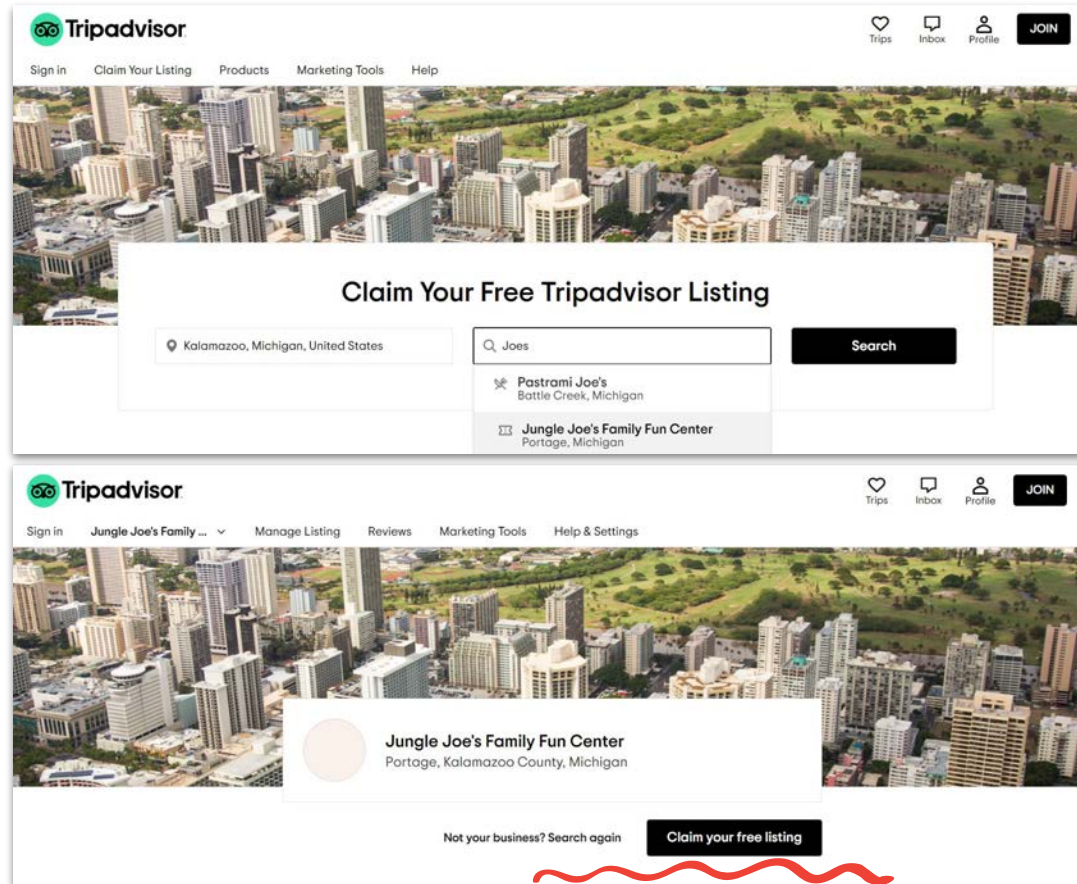 Tripadvisor
Trips Inbox Profile JOIN
Sign in Claim Your Listing Products Marketing Tools Help
Claim Your Free Tripadvisor Listing
Kalamazoo, Michigan, United States Joes Search
Pastrami Joe's
Battle Creek, Michigan
Jungle Joe's Family Fun Center
Portage, Michigan
Tripadvisor
Trips Inbox Profile JOIN
Sign in Jungle Joe's Family ... Manage Listing Reviews Marketing Tools Help & Settings
Jungle Joe's Family Fun Center
Portage, Kalamazoo County, Michigan
Not your business? Search again Claim your free listing